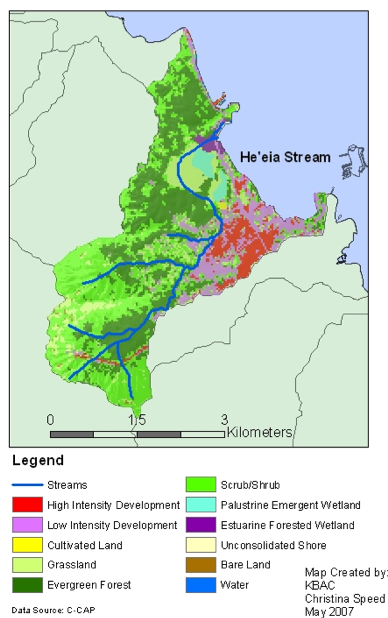 He'eia Stream
0 1.5 3
Kilometers
Legend
Streams
High Intensity Development
Low Intensity Development
Cultivated Land
Grassland
Evergreen Forest
Scrub/Shrub
Palustrine Emergent Wetland
Estuarine Forested Wetland
Unconsolidated Shore
Bare Land
Water
Data Source: C-CAP
Map Created by:
KBAC
Christina Speed
May 2007